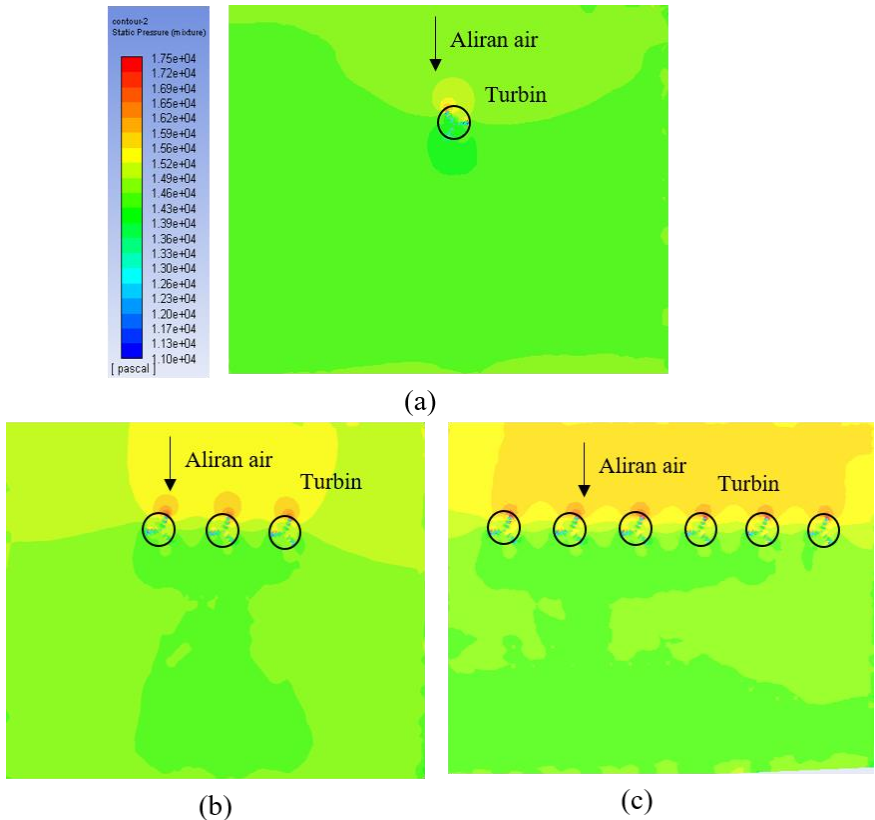 contour-2
Static Pressure (mixture)
1.75e+04
1.72e+04
1.69e+04
1.65e+04
1.62e+04
1.59e+04
1.56e+04
1.52e+04
1.49e+04
1.46e+04
1.43e+04
1.39e+04
1.36e+04
1.33e+04
1.30e+04
1.26e+04
1.23e+04
1.20e+04
1.17e+04
1.13e+04
1.10e+04
[ pascal ]
Aliran air
Turbin
(a)
Aliran air
Turbin
(b)
Aliran air
Turbin
(c)